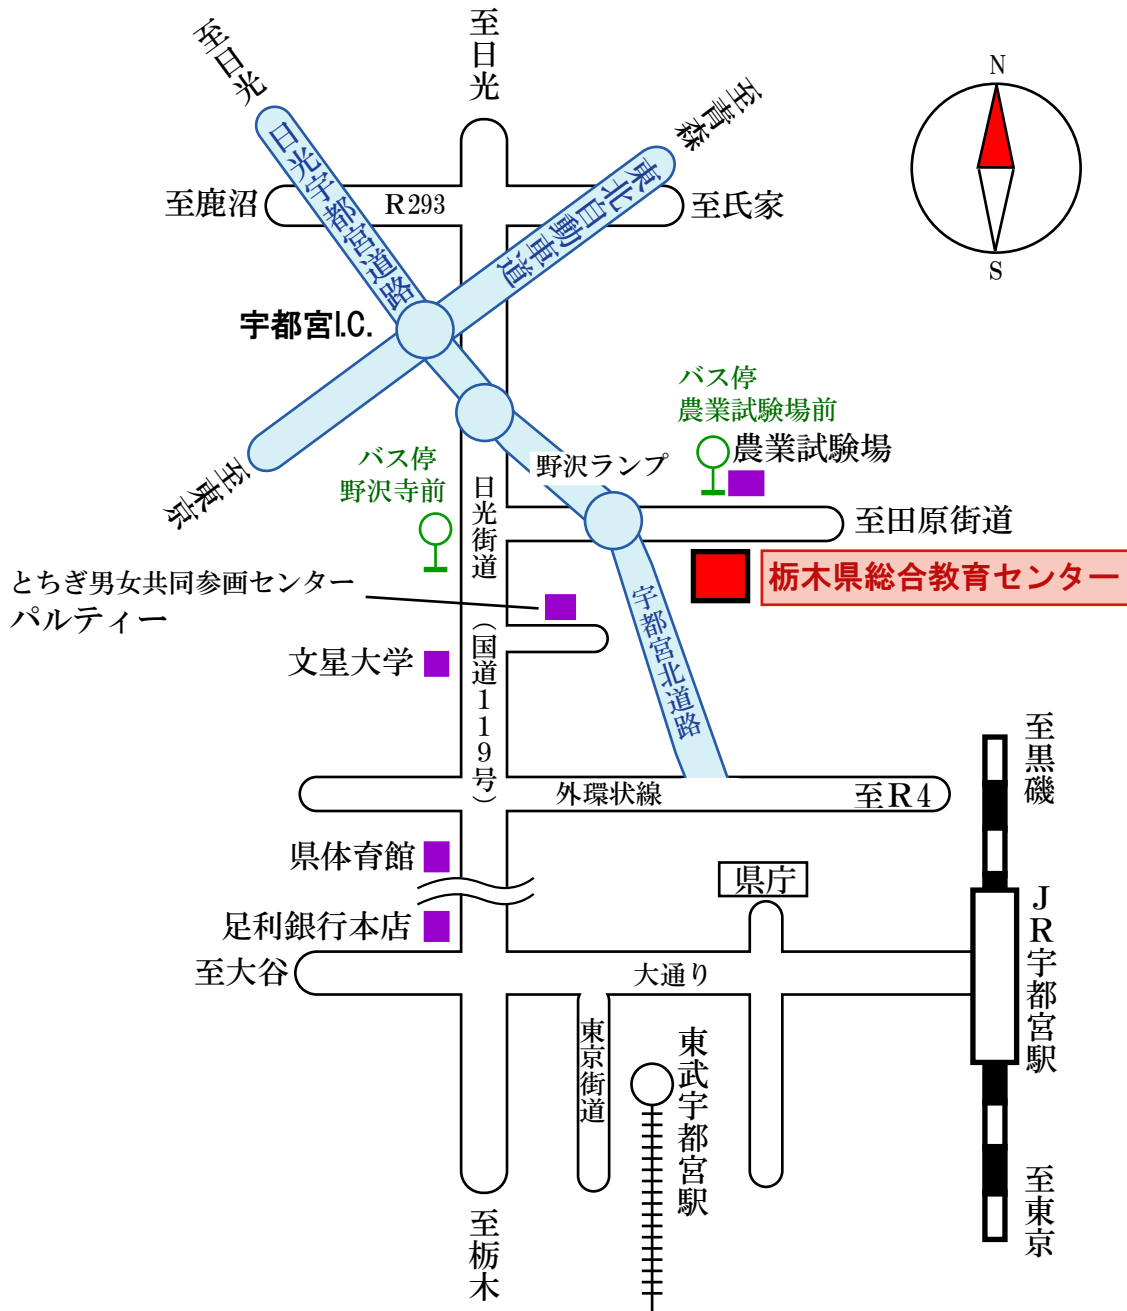 至日光
至日光
至青森
N
S
日光宇都宮道路
東北自動車道
至鹿沼
R293
至氏家
宇都宮I.C.
バス停
農業試験場前
農業試験場
バス停
野沢寺前
野沢ランプ
至東京
日光街道
至田原街道
栃木県総合教育センター
とちぎ男女共同参画センター
パルティー
宇都宮北道路
(国道119号)
文星大学
至黒磯
外環状線
至R4
県体育館
県庁
足利銀行本店
JR宇都宮駅
至大谷
大通り
東京街道
東武宇都宮駅
至東京
至栃木